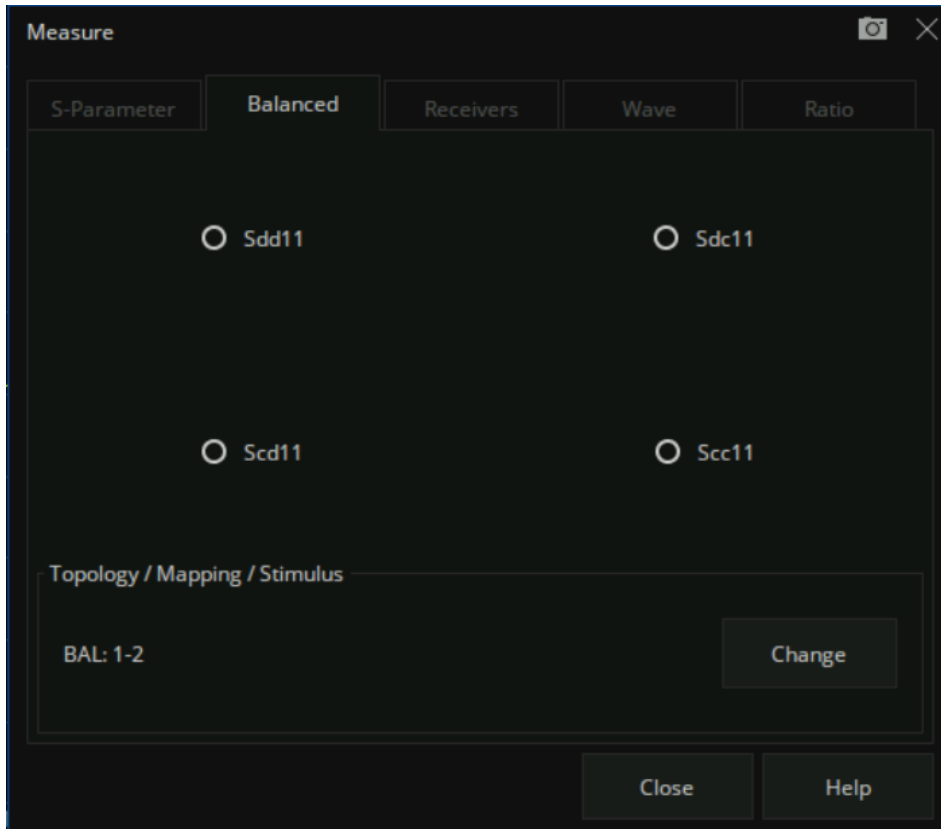 Measure
S-Parameter Balanced Receivers Wave Ratio
Sdd11 Sdc11
Scd11 Scc11
Topology / Mapping / Stimulus
BAL: 1-2 Change
Close Help